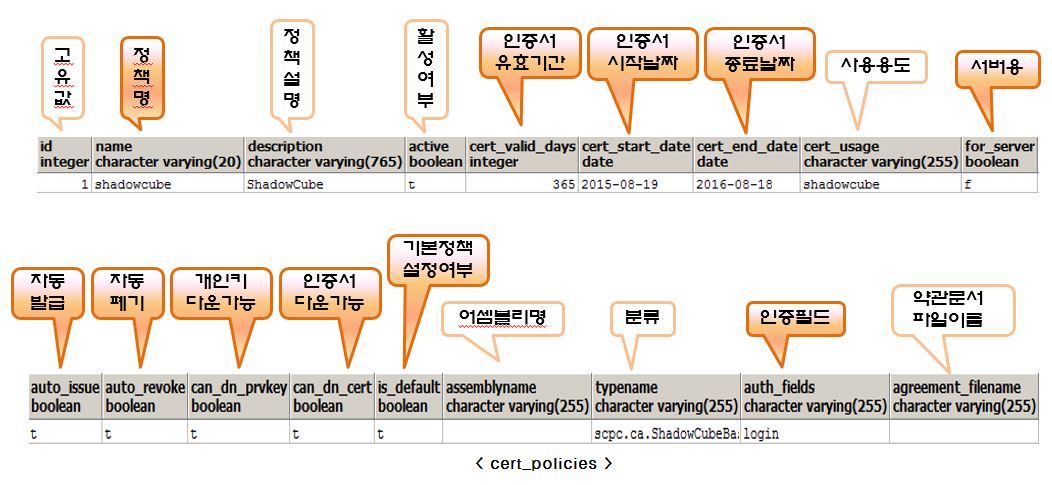 고
유
값
정
책
명
정
책
설
명
활
성
여
부
인증서
유효기간
인증서
시작날짜
인증서
종료날짜
사용용도
서버용
id name description active cert_valid_days cert_start_date cert_end_date cert_usage for_server
integer character varying(20) character varying(765) boolean integer date date character varying(255) boolean
1 shadowcube ShadowCube t 365 2015-08-19 2016-08-18 shadowcube f
자동
발급
자동
폐기
개인키
다운가능
인증서
다운가능
기본정책
설정여부
어셈블리명
분류
인증필드
약관문서
파일이름
auto_issue auto_revoke can_dn_prvkey can_dn_cert is_default assemblyname typename auth_fields agreement_filename
boolean boolean boolean boolean boolean character varying(255) character varying(255) character varying(255) character varying(255)
t t t t t scpc.ca.ShadowCubeBa login
< cert_policies >